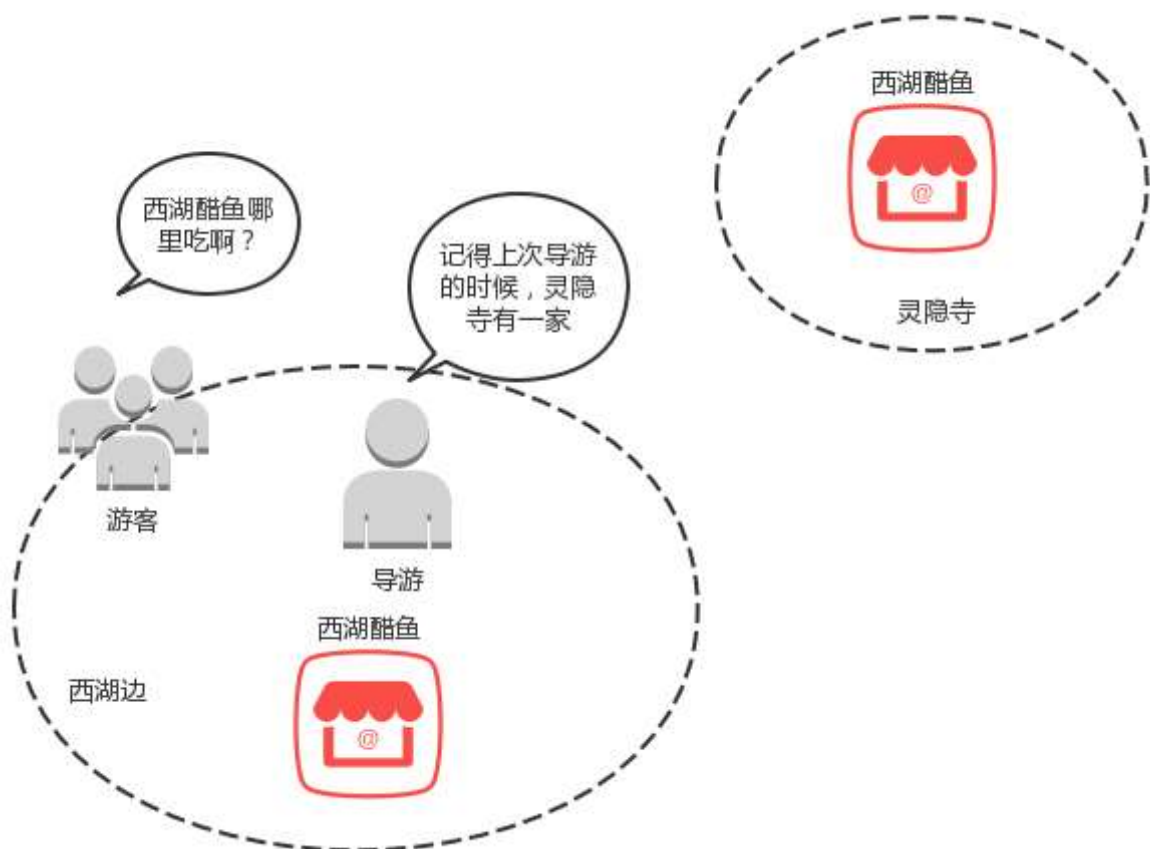 西湖醋鱼
@
灵隐寺
西湖醋鱼哪
里吃啊？
记得上次导游
的时候，灵隐
寺有一家
游客
导游
西湖醋鱼
@
西湖边